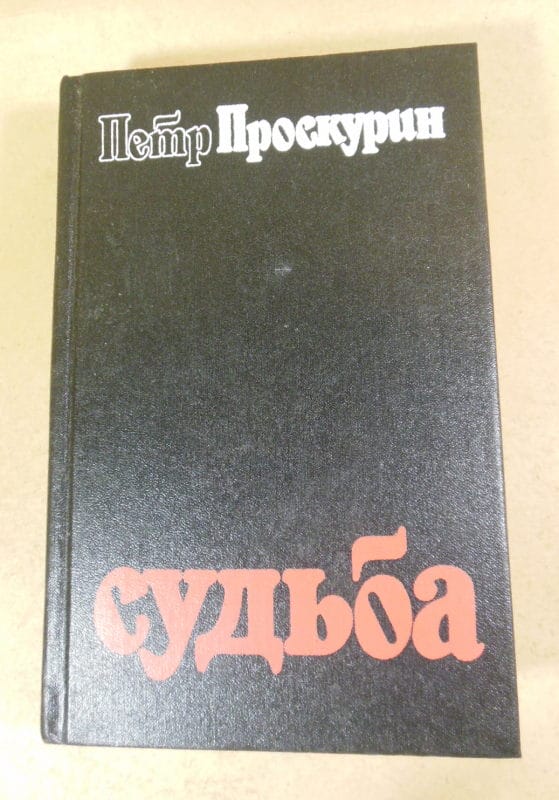 Петр Проскурин
судьба